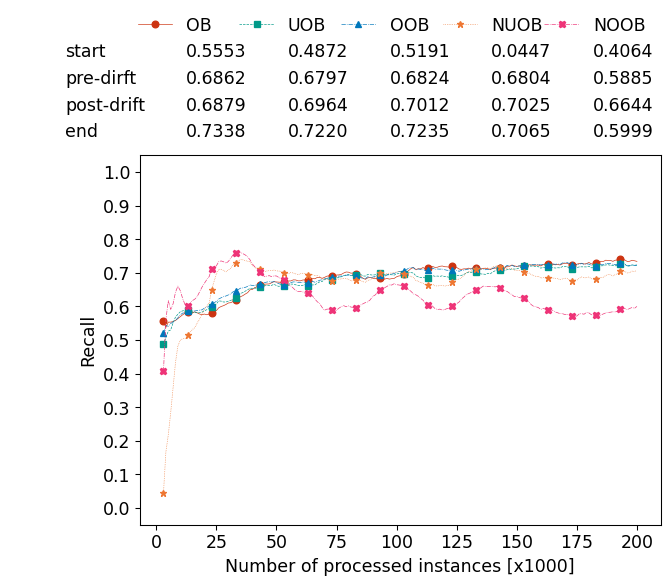 OB UOB OOB NUOB NOOB
start 0.5553 0.4872 0.5191 0.0447 0.4064
pre-dirft 0.6862 0.6797 0.6824 0.6804 0.5885
post-drift 0.6879 0.6964 0.7012 0.7025 0.6644
end 0.7338 0.7220 0.7235 0.7065 0.5999
1.0
0.9
0.8
0.7
0.6
0.5
0.4
0.3
0.2
0.1
0.0
Recall
0 25 50 75 100 125 150 175 200
Number of processed instances [x1000]